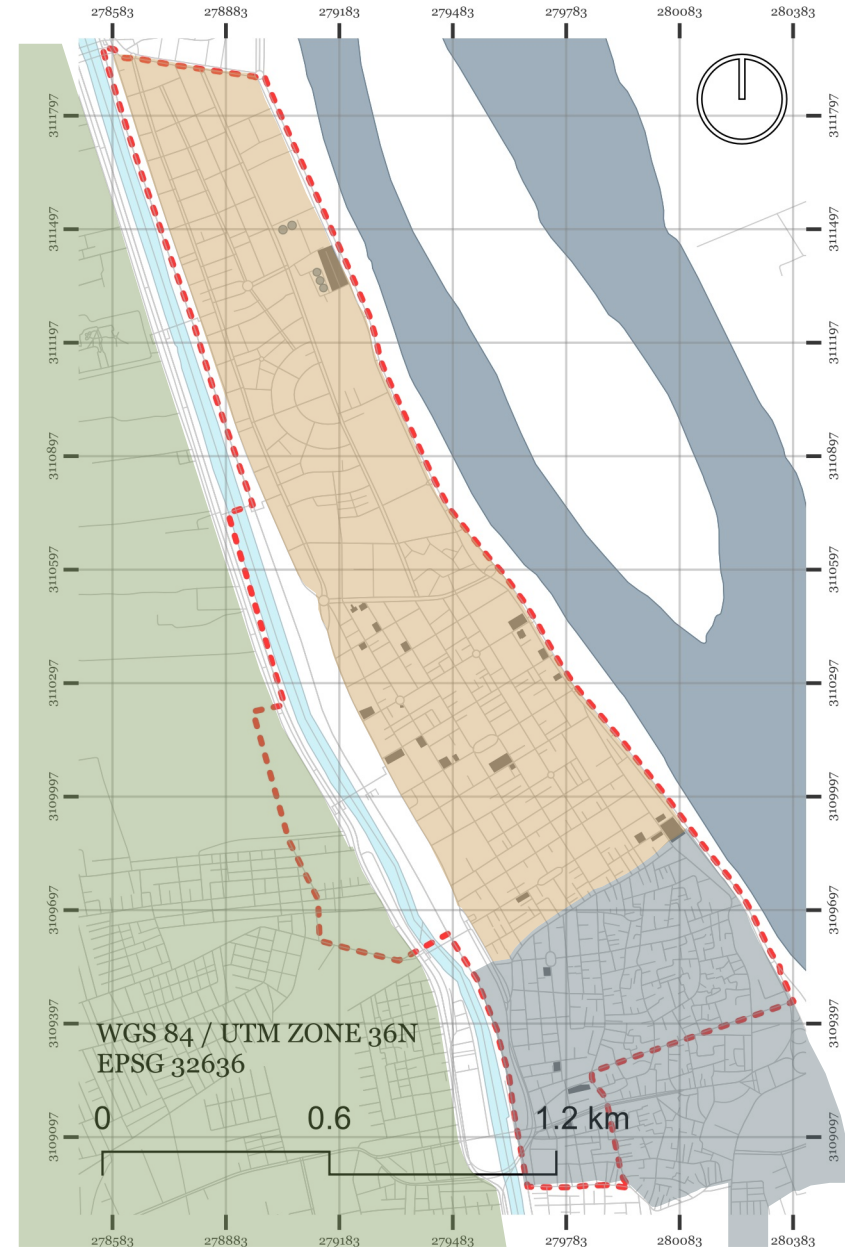 278583 278883 279183 279483 279783 280083 280383
3111797 3111797
3111497 3111497
3111197 3111197
3110897 3110897
3110597 3110597
3110297 3110297
3109997 3109997
3109697 3109697
3109397 3109397
WGS 84 / UTM ZONE 36N
EPSG 32636
0 0.6 1.2 km
3109097 3109097
278583 278883 279183 279483 279783 280083 280383